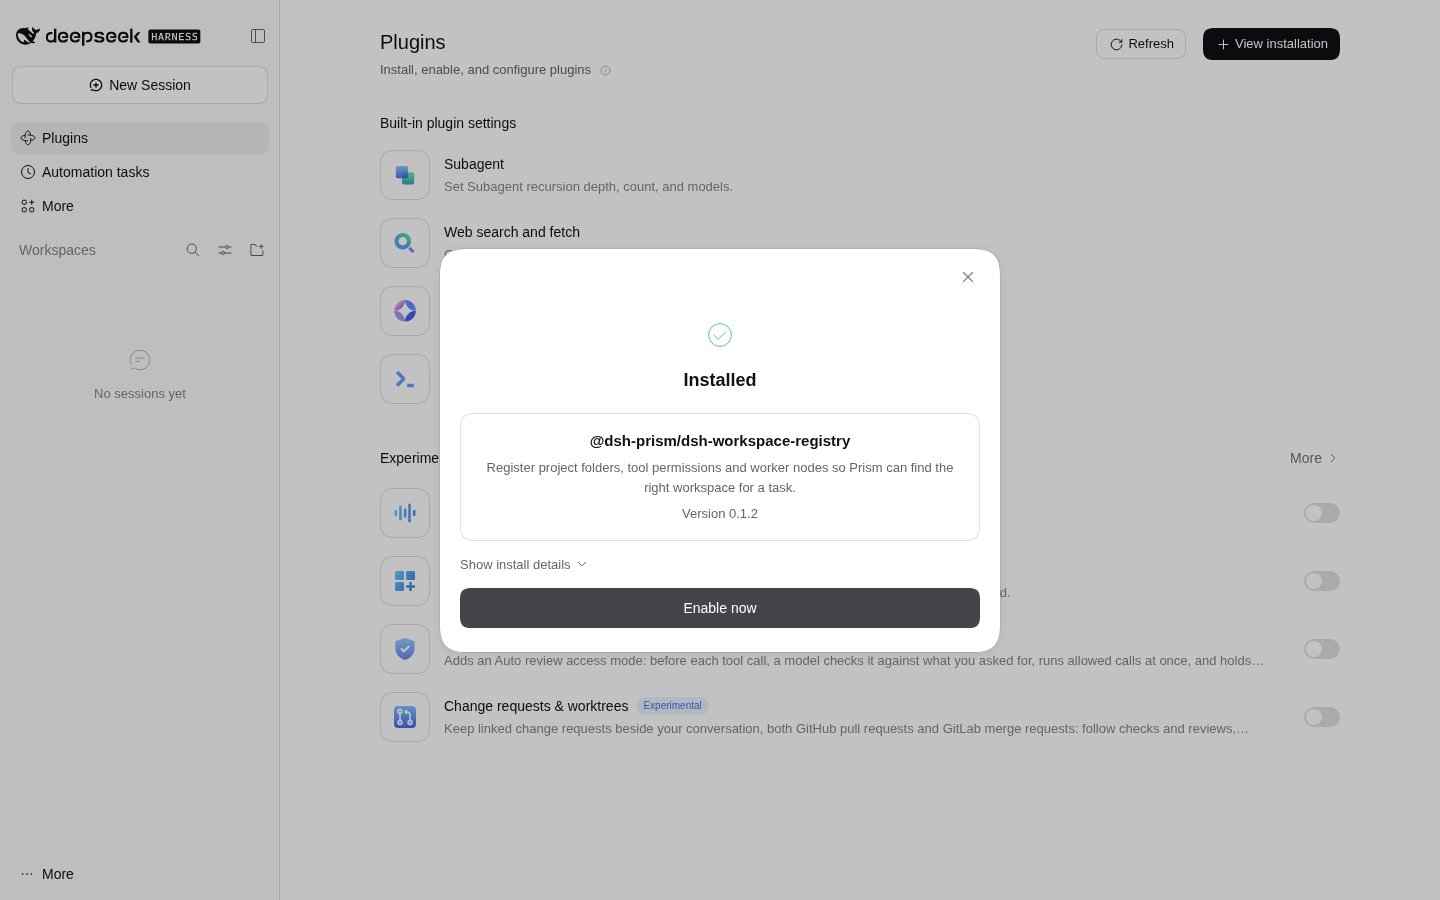 deepseek HARNESS
New Session
Plugins
Automation tasks
More
Workspaces
No sessions yet
More
Plugins
Install, enable, and configure plugins
Refresh
View installation
Built-in plugin settings
Subagent
Set Subagent recursion depth, count, and models.
Web search and fetch
Installed
@dsh-prism/dsh-workspace-registry
Register project folders, tool permissions and worker nodes so Prism can find the
right workspace for a task.
Version 0.1.2
Show install details
Enable now
More
d.
Adds an Auto review access mode: before each tool call, a model checks it against what you asked for, runs allowed calls at once, and holds…
Change requests & worktrees Experimental
Keep linked change requests beside your conversation, both GitHub pull requests and GitLab merge requests: follow checks and reviews,…